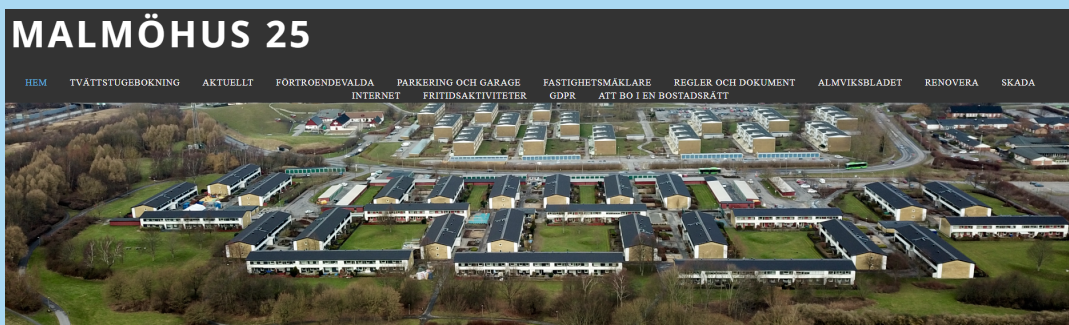 MALMÖHUS 25
HEM TVÄTTSTUGEBOKNING AKTUELLT FÖRTROENDEVALDA PARKERING OCH GARAGE FASTIGHETSMÄKLARE REGLER OCH DOKUMENT ALMVIKSBLADET RENOVERA SKADA
INTERNET FRITIDSAKTIVITETER GDPR ATT BO I EN BOSTADSRÄTT